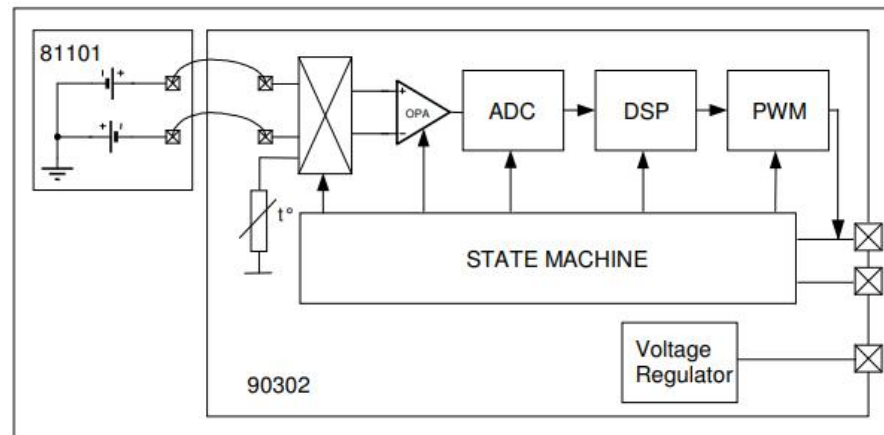 81101
- +
+ -
+
OPA
−
ADC
DSP
PWM
t°
STATE MACHINE
Voltage
Regulator
90302